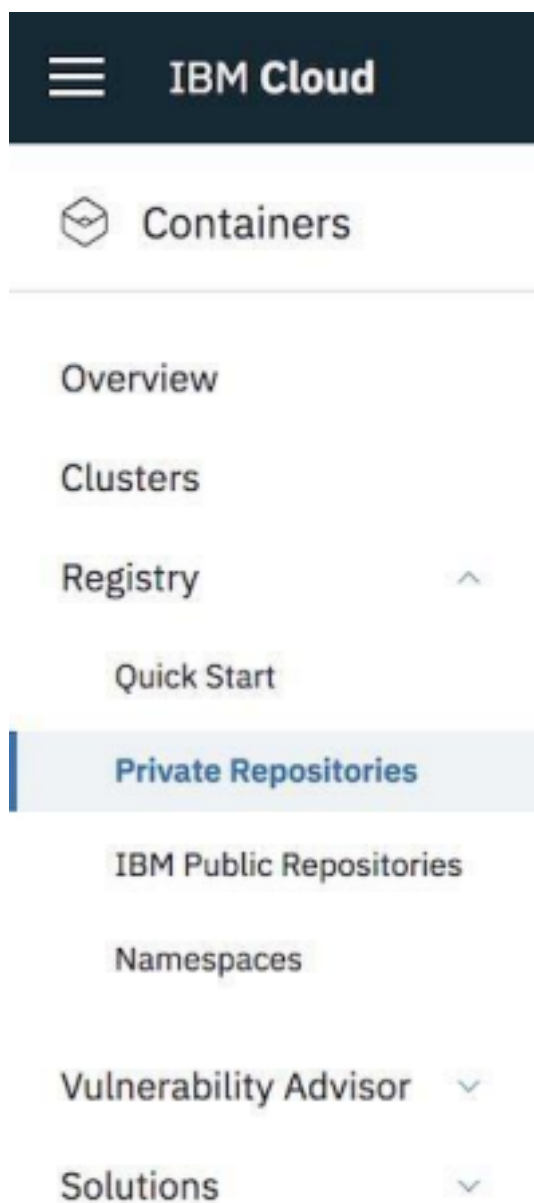 IBM Cloud
Containers
Overview
Clusters
Registry
Quick Start
Private Repositories
IBM Public Repositories
Namespaces
Vulnerability Advisor
Solutions